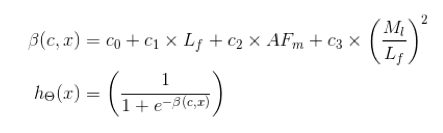 β(c, x) = c₀ + c₁ × L_f + c₂ × AF_m + c₃ × (M_l / L_f)²
h_Θ(x) = (1 / (1 + e^{−β(c,x)}))